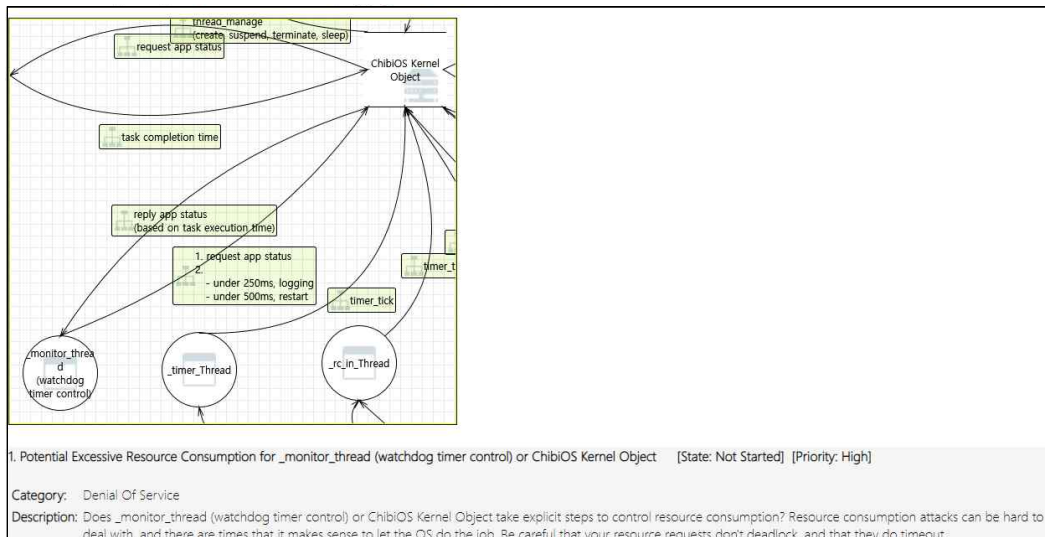 thread_manage
(create, suspend, terminate, sleep)
request app status
ChibiOS Kernel
Object
task completion time
reply app status
(based on task execution time)
1. request app status
2.
- under 250ms, logging
- under 500ms, restart
timer_t
timer_tick
_monitor_threa
d
(watchdog
timer control)
_timer_Thread
_rc_in_Thread
1. Potential Excessive Resource Consumption for _monitor_thread (watchdog timer control) or ChibiOS Kernel Object [State: Not Started] [Priority: High]
Category: Denial Of Service
Description: Does _monitor_thread (watchdog timer control) or ChibiOS Kernel Object take explicit steps to control resource consumption? Resource consumption attacks can be hard to
deal with, and there are times that it makes sense to let the OS do the job. Be careful that your resource requests don't deadlock, and that they do timeout.